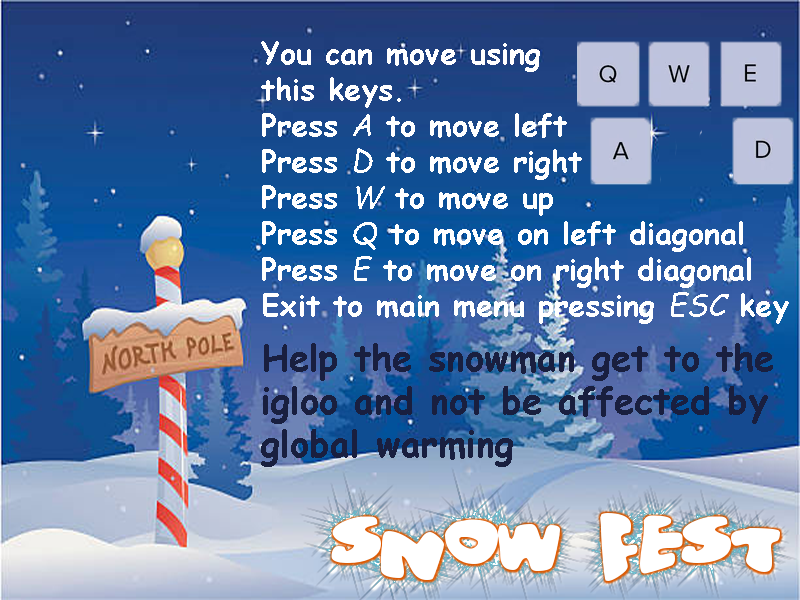 You can move using
this keys.
Press A to move left
Press D to move right
Press W to move up
Press Q to move on left diagonal
Press E to move on right diagonal
Exit to main menu pressing ESC key
Q W E
A D
NORTH POLE
Help the snowman get to the
igloo and not be affected by
global warming
SNOW FEST